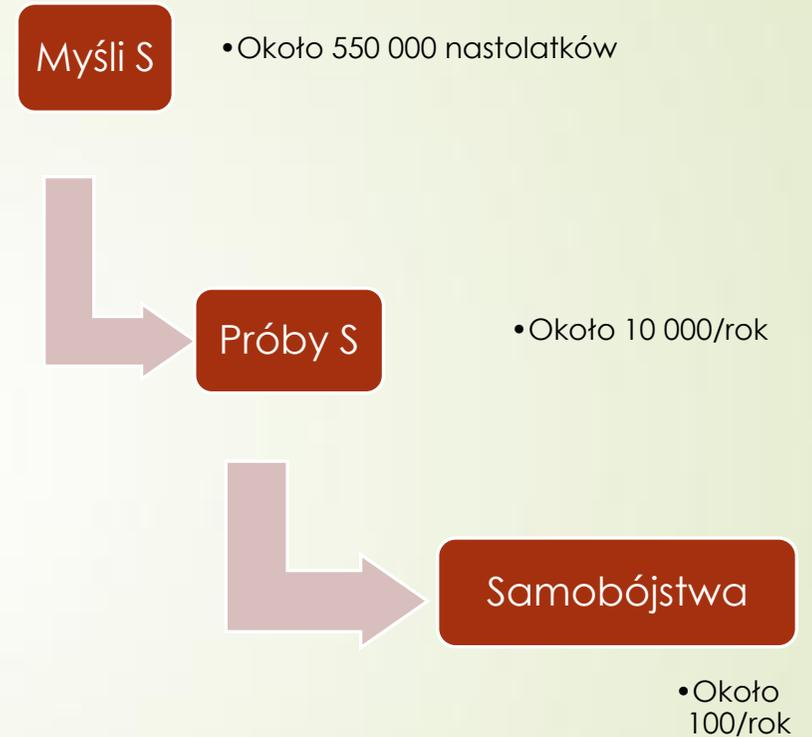 Myśli S
•Około 550 000 nastolatków
Próby S
•Około 10 000/rok
Samobójstwa
•Około
100/rok